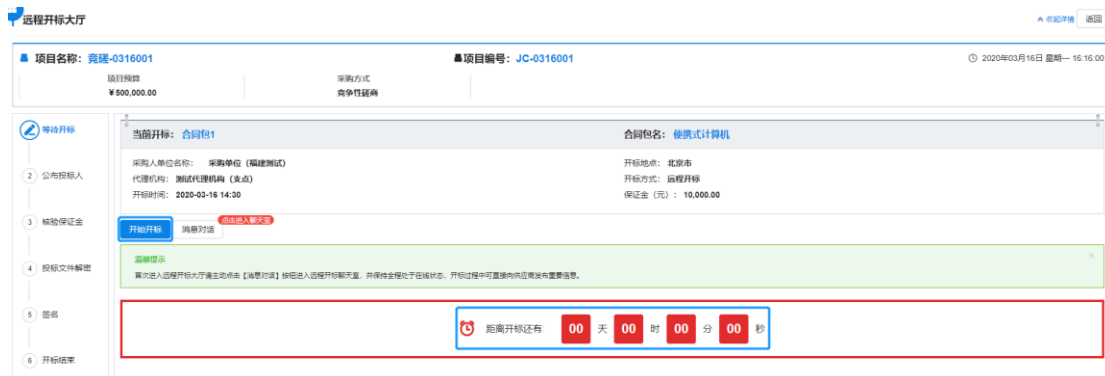 远程开标大厅
收起详情 返回
项目名称：竞磋-0316001 项目编号：JC-0316001 2020年03月16日 星期一 16:16:00
项目预算 采购方式
¥500,000.00 竞争性磋商
等待开标
当前开标：合同包1 合同包名：便携式计算机
采购人单位名称：采购单位（福建测试） 开标地点：北京市
2 公布投标人
代理机构：测试代理机构（支点） 开标方式：远程开标
开标时间：2020-03-16 14:30 保证金（元）：10,000.00
3 核验保证金
开始开标 消息对话 点击进入聊天室
温馨提示
4 投标文件解密
首次进入远程开标大厅请主动点击【消息对话】按钮进入远程开标聊天室，并保持全程处于在线状态，开标过程中可直接向供应商发布重要信息。
5 签名
距离开标还有: 00 天 00 时 00 分 00 秒
6 开标结束